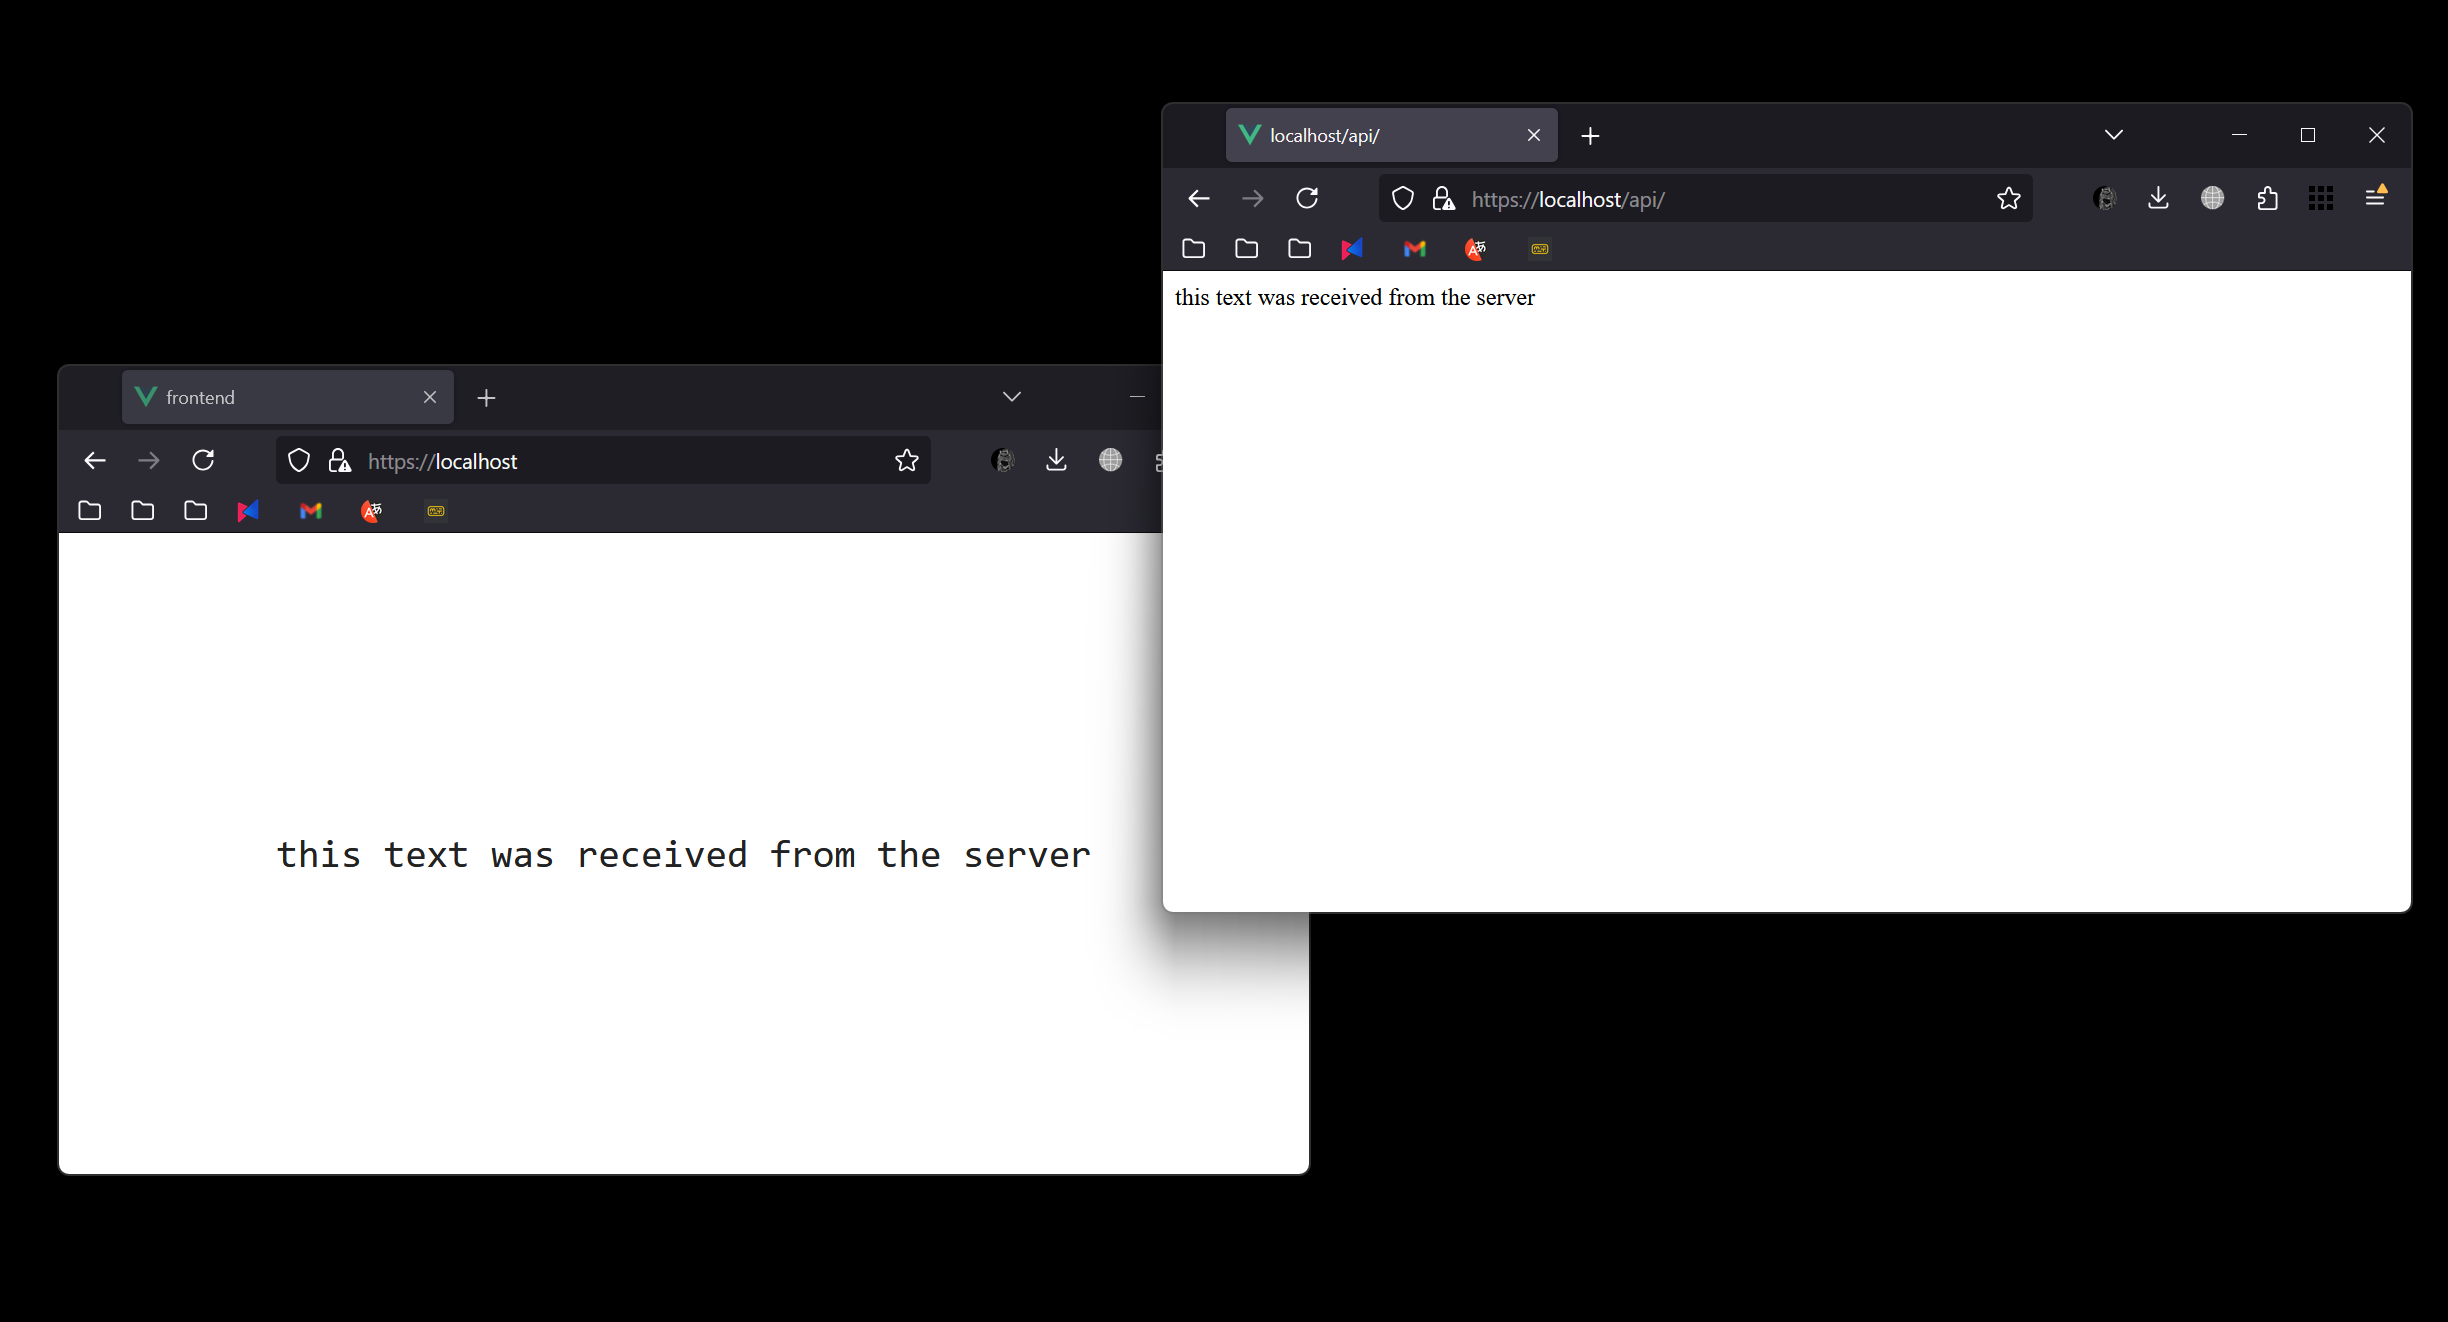 localhost/api/
https://localhost/api/
this text was received from the server
frontend
https://localhost
this text was received from the server